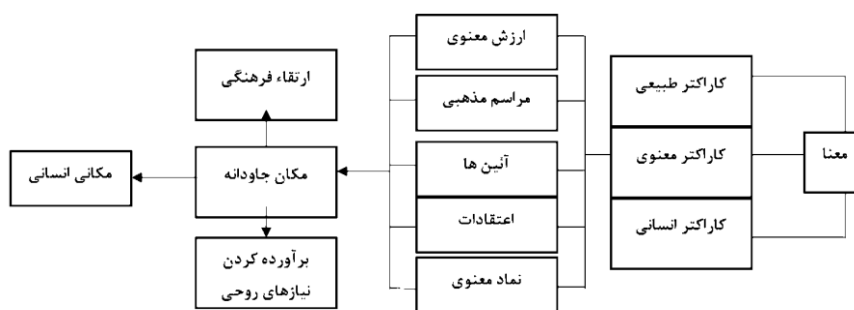 معنا
کاراکتر طبیعی
کاراکتر معنوی
کاراکتر انسانی
ارزش معنوی
مراسم مذهبی
آئین ها
اعتقادات
نماد معنوی
ارتقاء فرهنگی
مکان جاودانه
برآورده کردن
نیازهای روحی
مکانی انسانی